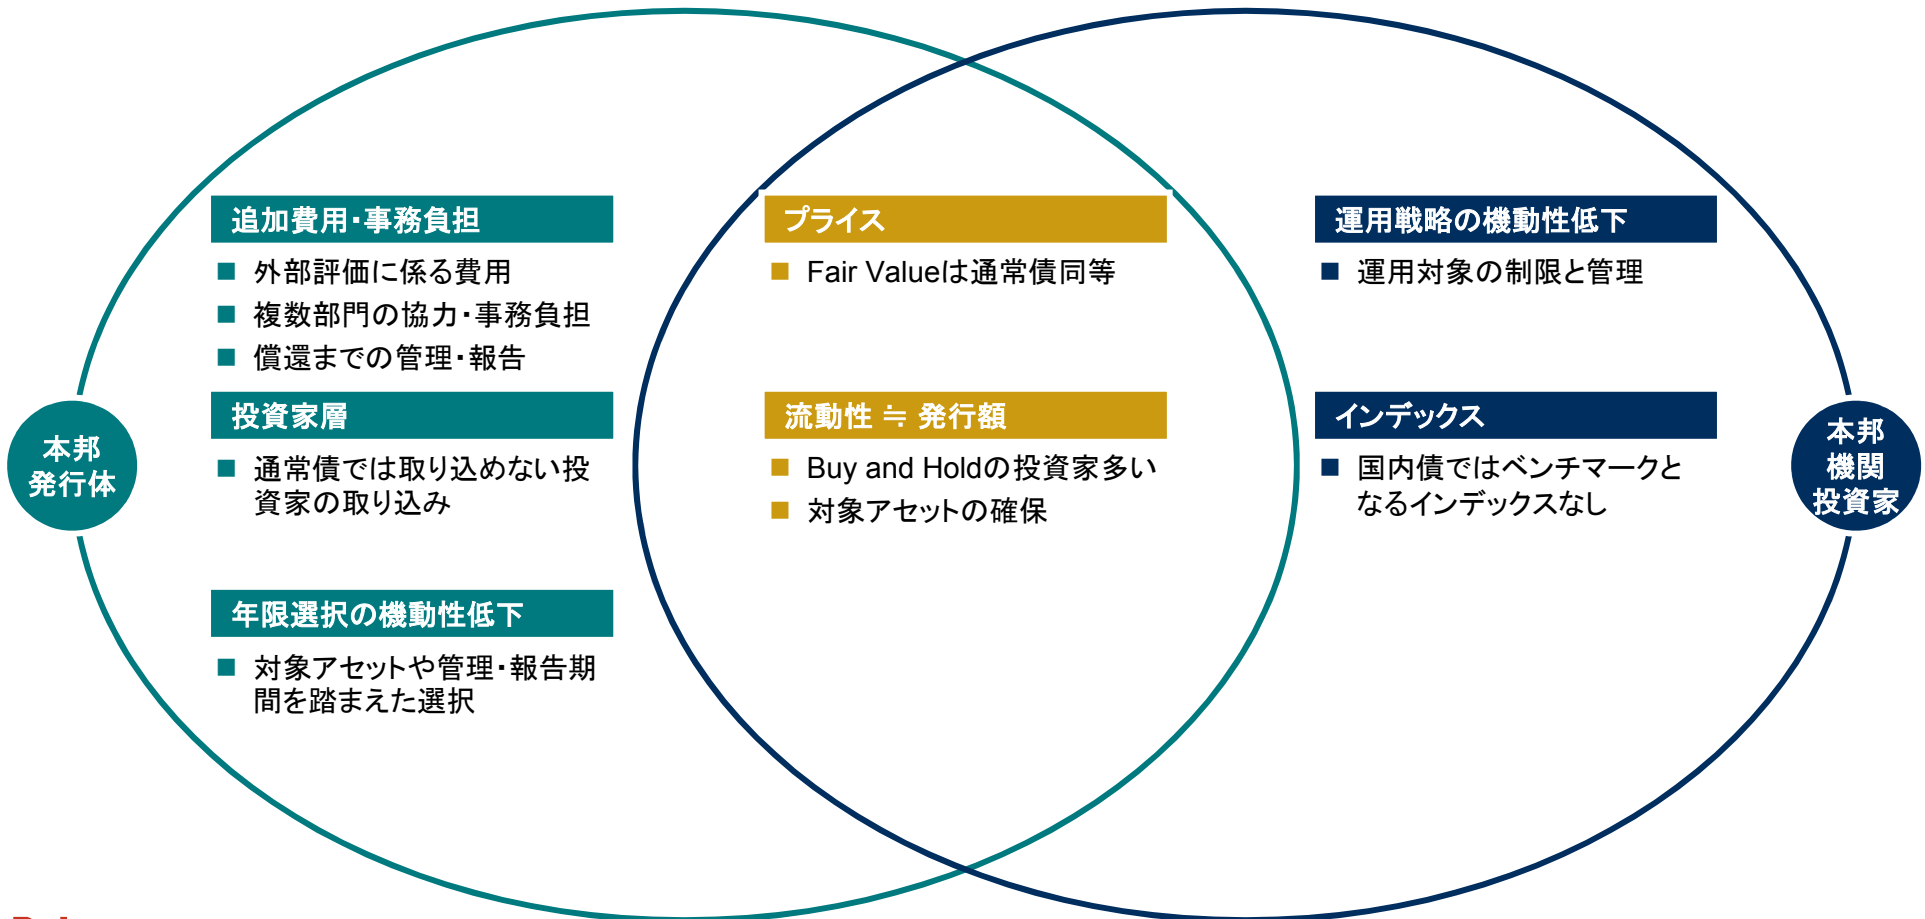 追加費用・事務負担
外部評価に係る費用
複数部門の協力・事務負担
償還までの管理・報告
投資家層
通常債では取り込めない投
資家の取り込み
年限選択の機動性低下
対象アセットや管理・報告期
間を踏まえた選択
本邦
発行体
プライス
Fair Valueは通常債同等
流動性 ≒ 発行額
Buy and Holdの投資家多い
対象アセットの確保
運用戦略の機動性低下
運用対象の制限と管理
インデックス
国内債ではベンチマークと
なるインデックスなし
本邦
機関
投資家